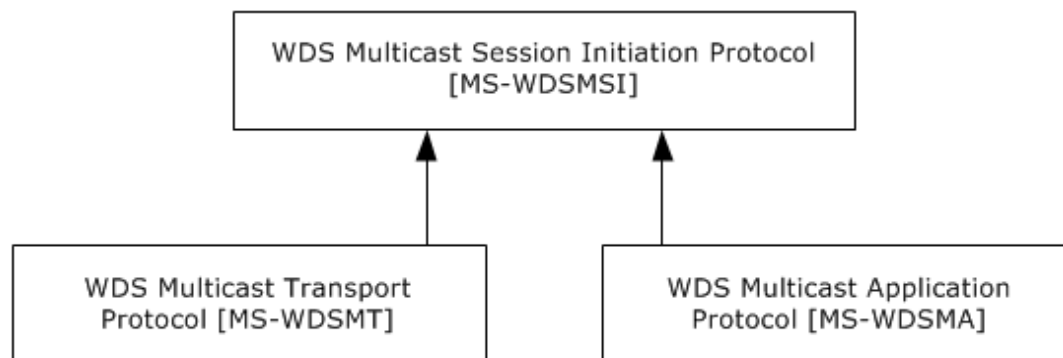 WDS Multicast Session Initiation Protocol
[MS-WDSMSI]
WDS Multicast Transport
Protocol [MS-WDSMT]
WDS Multicast Application
Protocol [MS-WDSMA]